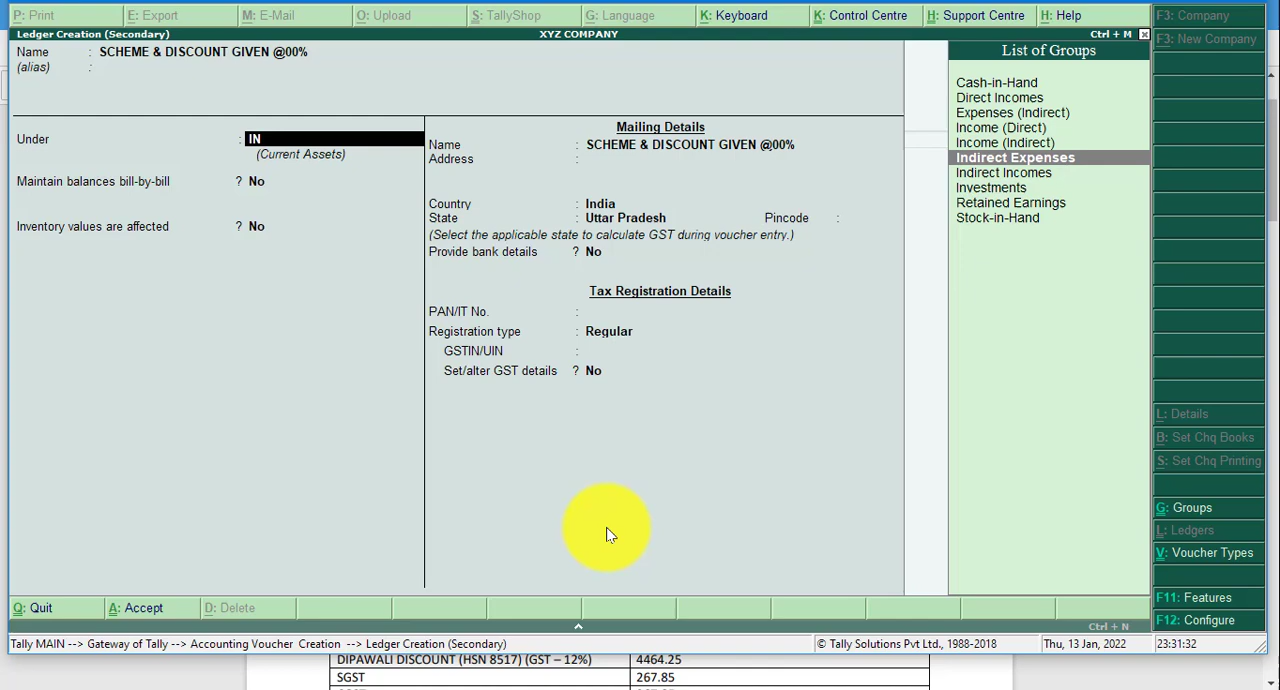 P: Print E: Export M: E-Mail O: Upload S: TallyShop G: Language K: Keyboard K: Control Centre H: Support Centre H: Help F3: Company
Ledger Creation (Secondary) XYZ COMPANY Ctrl + M x F3: New Company
Name : SCHEME & DISCOUNT GIVEN @00%
(alias) :
List of Groups
Cash-in-Hand
Direct Incomes
Expenses (Indirect)
Income (Direct)
Income (Indirect)
Indirect Expenses
Indirect Incomes
Investments
Retained Earnings
Stock-in-Hand
Under : IN
(Current Assets)
Maintain balances bill-by-bill ? No
Inventory values are affected ? No
Mailing Details
Name : SCHEME & DISCOUNT GIVEN @00%
Address :
Country : India
State : Uttar Pradesh Pincode :
(Select the applicable state to calculate GST during voucher entry.)
Provide bank details ? No
Tax Registration Details
PAN/IT No. :
Registration type : Regular
GSTIN/UIN :
Set/alter GST details ? No
L: Details
B: Set Chq Books
S: Set Chq Printing
G: Groups
L: Ledgers
V: Voucher Types
F11: Features
F12: Configure
Q: Quit A: Accept D: Delete
Ctrl + N
Tally MAIN --> Gateway of Tally --> Accounting Voucher Creation --> Ledger Creation (Secondary) © Tally Solutions Pvt Ltd., 1988-2018 Thu, 13 Jan, 2022 23:31:32
DIPAWALI DISCOUNT (HSN 8517) (GST – 12%) 4464.25
SGST 267.85